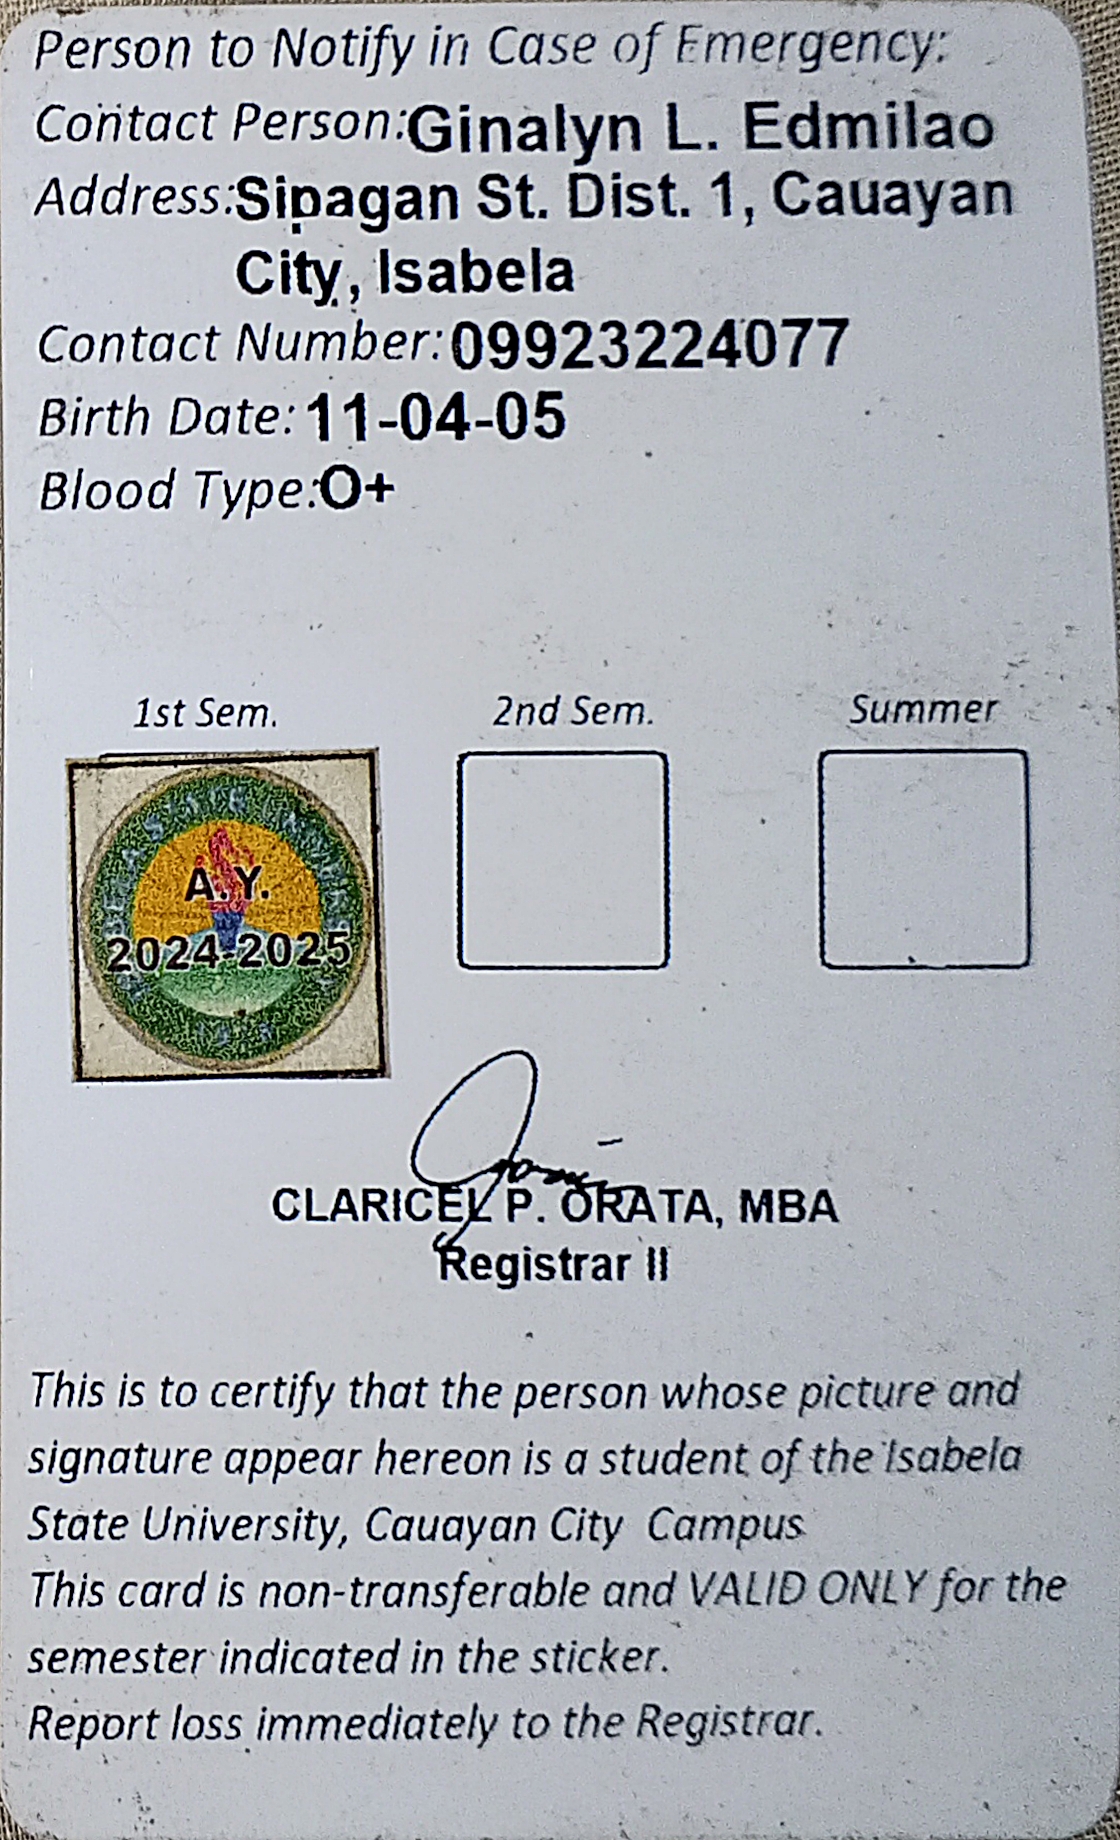 Person to Notify in Case of Emergency:
Contact Person:Ginalyn L. Edmilao
Address:Sipagan St. Dist. 1, Cauayan
City, Isabela
Contact Number:09923224077
Birth Date: 11-04-05
Blood Type:O+
1st Sem. 2nd Sem. Summer
A.Y.
2024-2025
CLARICEL P. ORATA, MBA
Registrar II
This is to certify that the person whose picture and
signature appear hereon is a student of the Isabela
State University, Cauayan City Campus
This card is non-transferable and VALID ONLY for the
semester indicated in the sticker.
Report loss immediately to the Registrar.